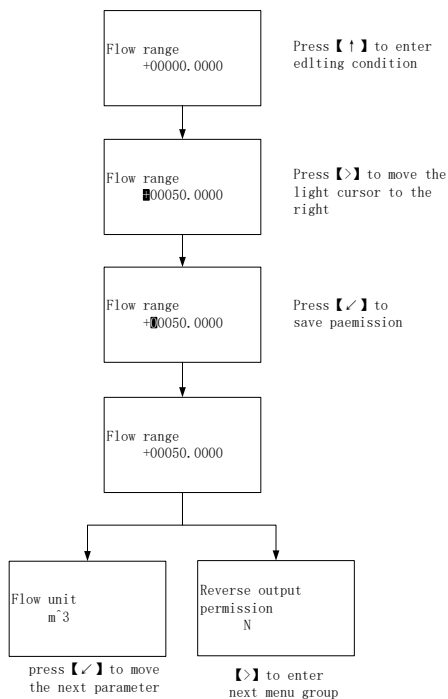 Flow range
+00000.0000
Press【↑】to enter
edlting condition
Flow range
+00050.0000
Press【>】to move the
light cursor to the
right
Flow range
+00050.0000
Press【↙】to
save paemission
Flow range
+00050.0000
Flow unit
m^3
press【↙】to move
the next parameter
Reverse output
permission
N
【>】to enter
next menu group